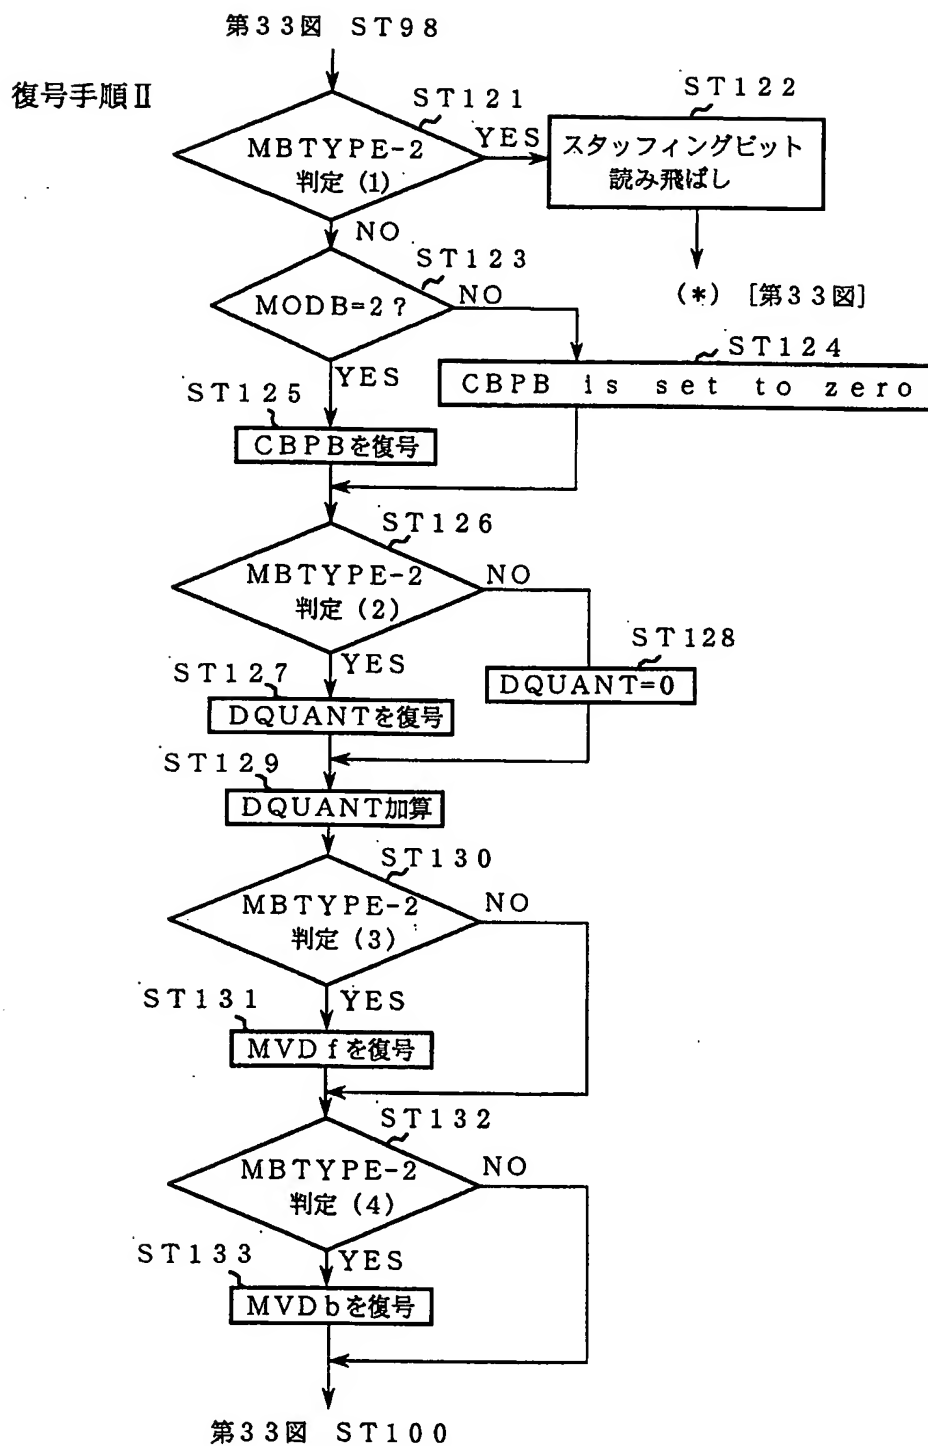 第33図 ST98
復号手順Ⅱ
ST121
MBTYPE-2
判定(1)
YES
ST122
スタッフィングビット
読み飛ばし
NO
(*) [第33図]
ST123
MODB=2?
NO
ST124
CBPB is set to zero
YES
ST125
CBPBを復号
ST126
MBTYPE-2
判定(2)
NO
ST128
DQUANT=0
YES
ST127
DQUANTを復号
ST129
DQUANT加算
ST130
MBTYPE-2
判定(3)
NO
YES
ST131
MVDfを復号
ST132
MBTYPE-2
判定(4)
NO
YES
ST133
MVDbを復号
第33図 ST100